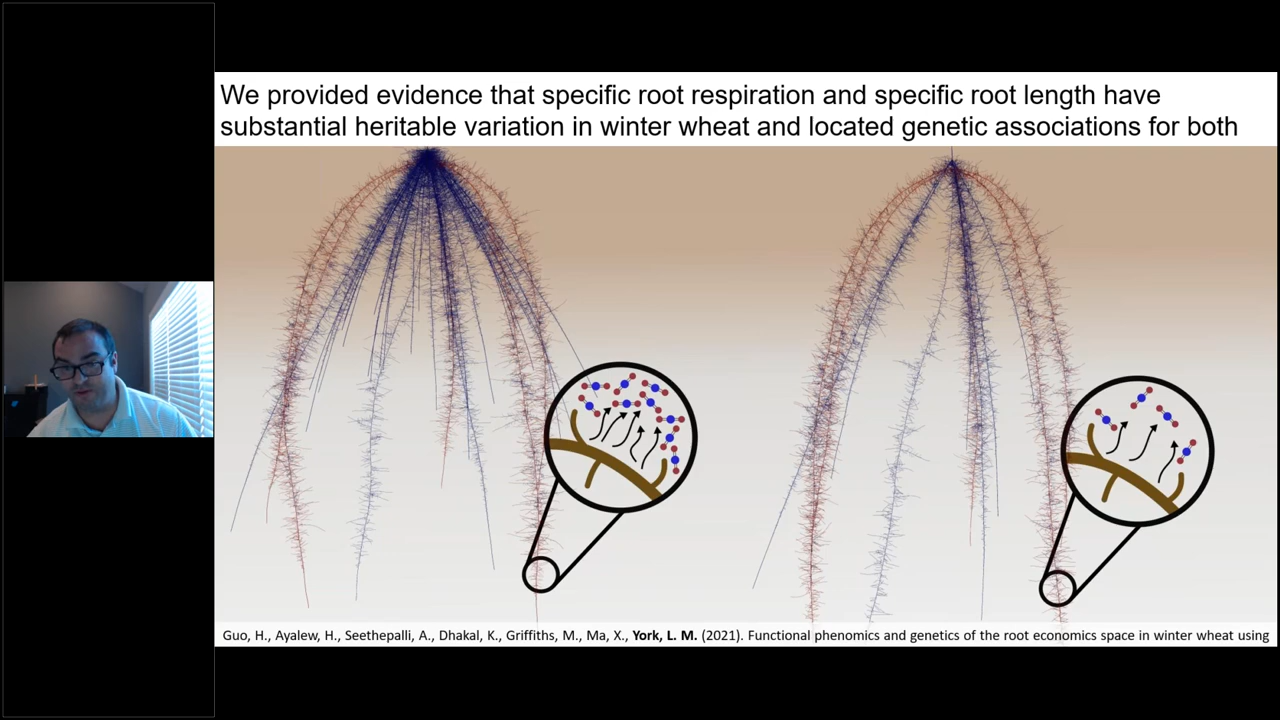 We provided evidence that specific root respiration and specific root length have
substantial heritable variation in winter wheat and located genetic associations for both
Guo, H., Ayalew, H., Seethepalli, A., Dhakal, K., Griffiths, M., Ma, X., York, L. M. (2021). Functional phenomics and genetics of the root economics space in winter wheat using